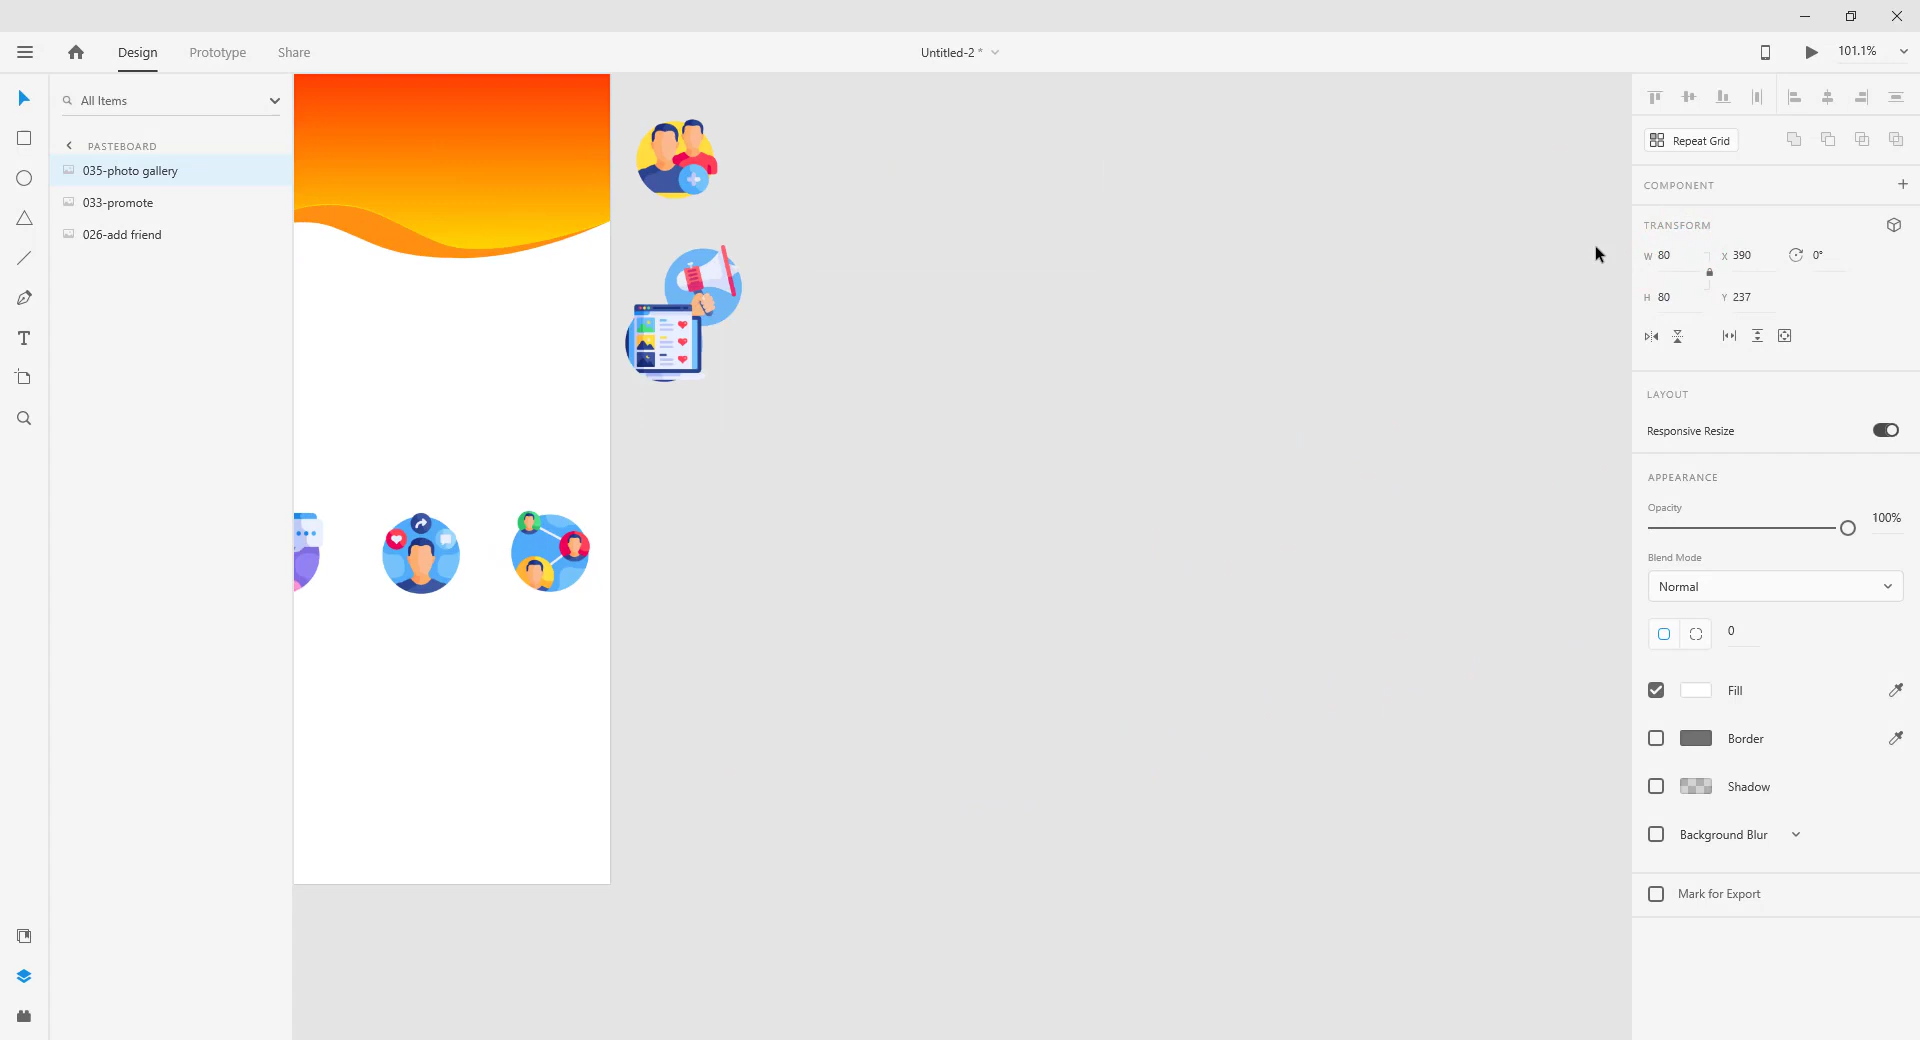 Design
Prototype
Share
Untitled-2 *
101.1%
All Items
PASTEBOARD
035-photo gallery
033-promote
026-add friend
Repeat Grid
COMPONENT
TRANSFORM
W 80
X 390
0°
H 80
Y 237
LAYOUT
Responsive Resize
APPEARANCE
Opacity
100%
Blend Mode
Normal
0
Fill
Border
Shadow
Background Blur
Mark for Export